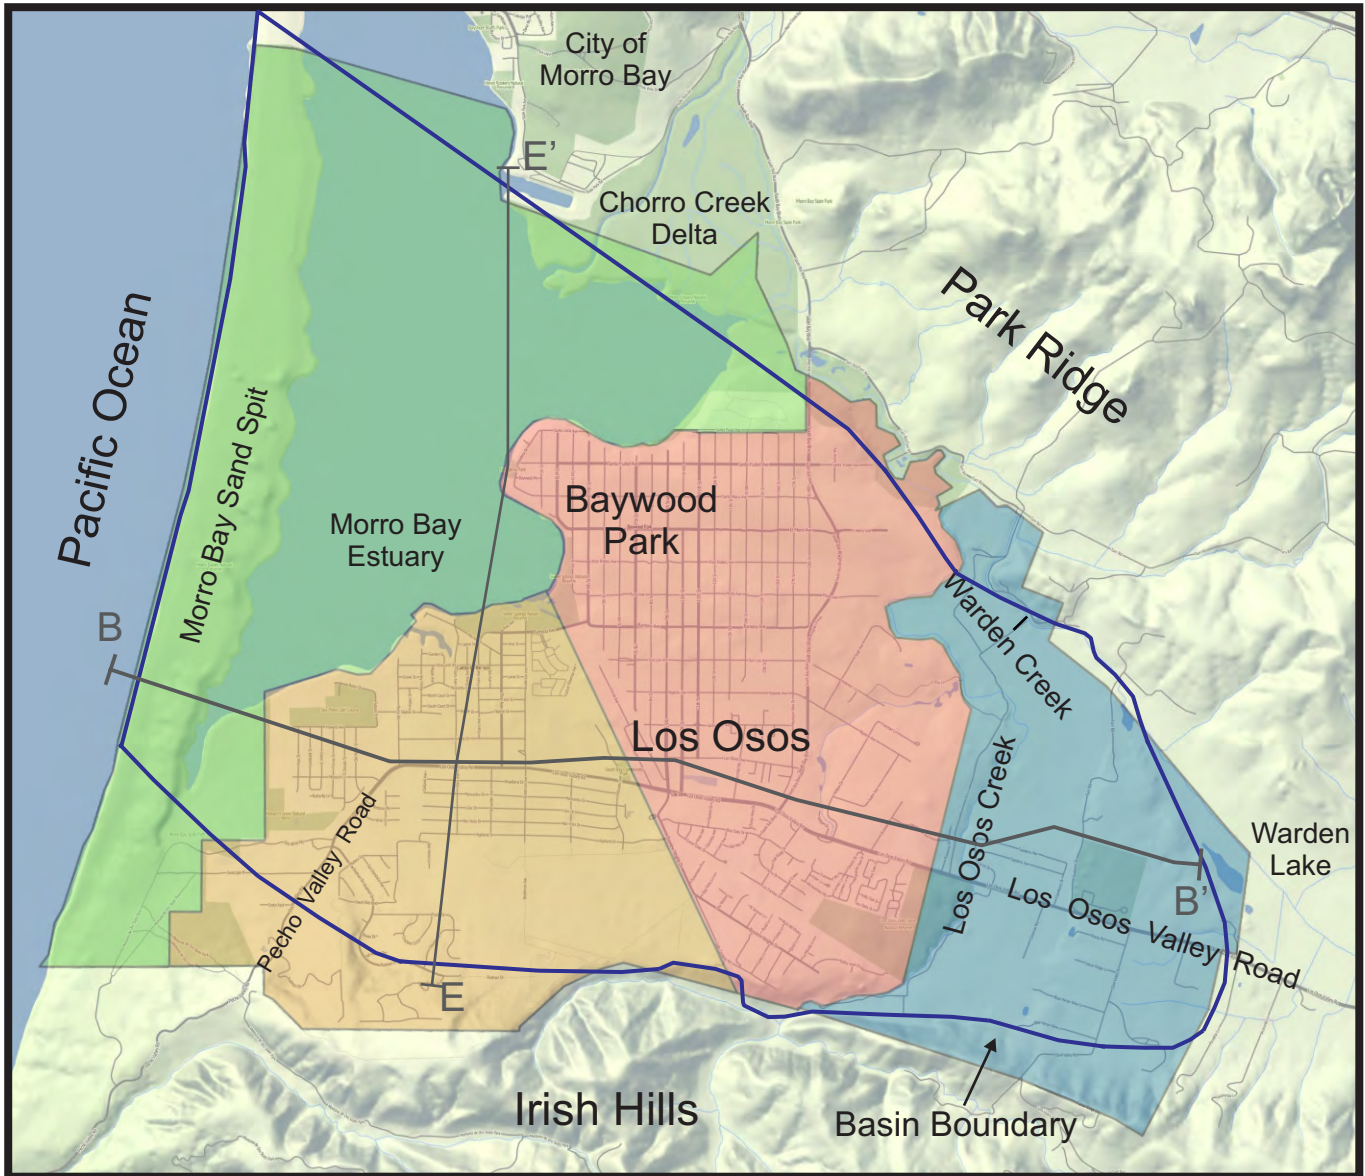 City of
Morro Bay
E’
Chorro Creek
Delta
Park Ridge
Pacific Ocean
Morro Bay Sand Spit
Baywood
Park
Morro Bay
Estuary
Warden Creek
B
Los Osos
Los Osos Creek
Pecho Valley Road
Warden
Lake
B’
Los Osos Valley Road
E
Irish Hills
Basin Boundary